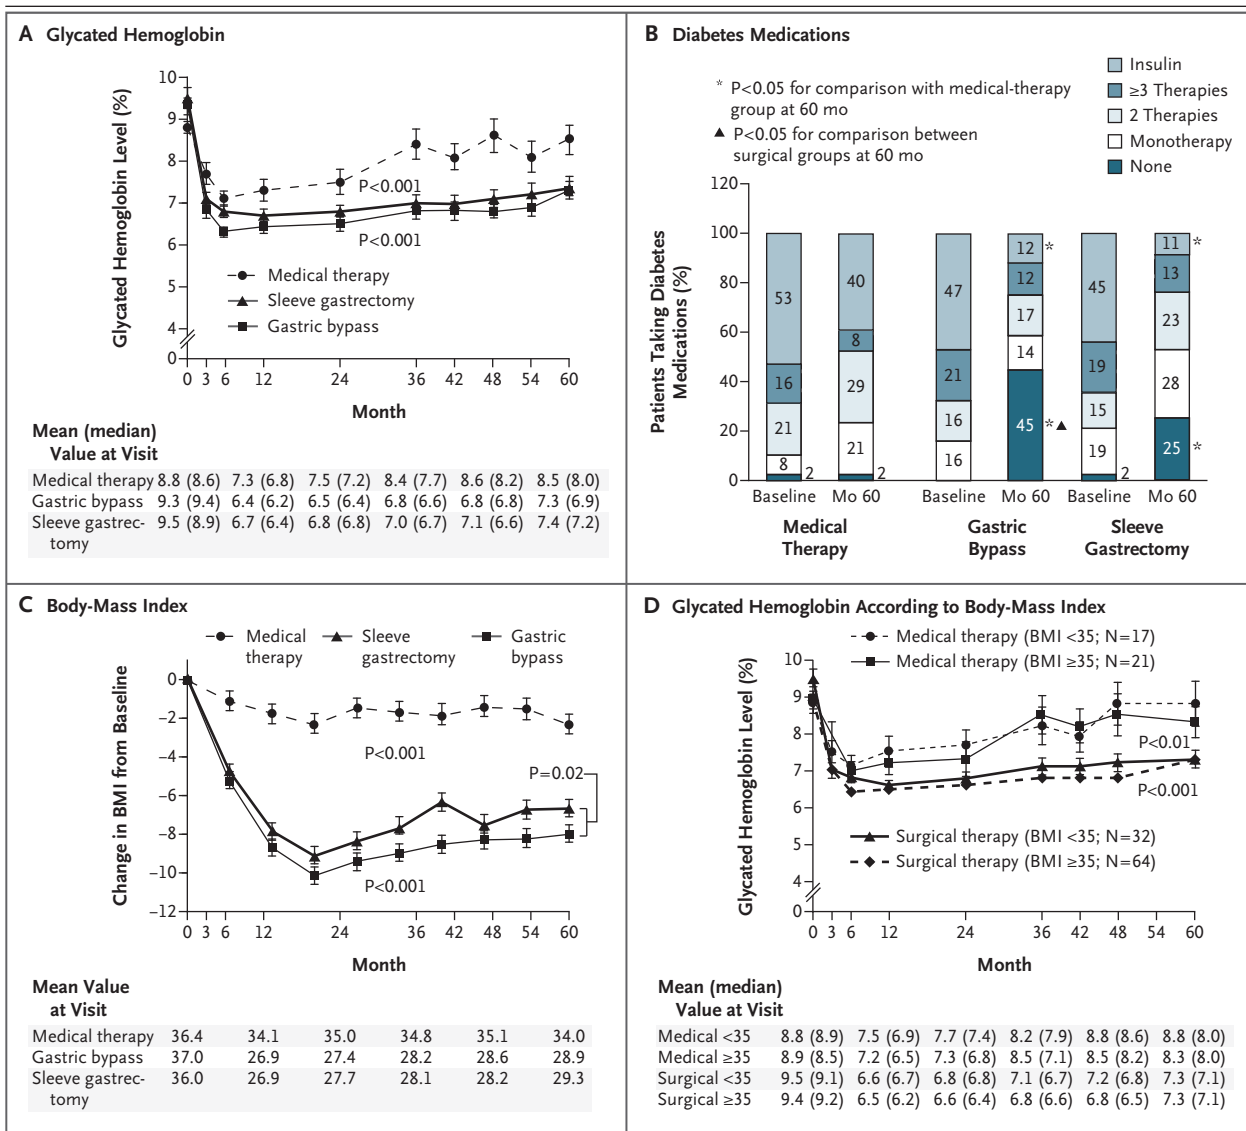 A Glycated Hemoglobin
Glycated Hemoglobin Level (%)
10
9
8
7
6
5
4
0
P<0.001
P<0.001
Medical therapy
Sleeve gastrectomy
Gastric bypass
0 3 6 12 24 36 42 48 54 60
Month
Mean (median)
Value at Visit
Medical therapy 8.8 (8.6) 7.3 (6.8) 7.5 (7.2) 8.4 (7.7) 8.6 (8.2) 8.5 (8.0)
Gastric bypass 9.3 (9.4) 6.4 (6.2) 6.5 (6.4) 6.8 (6.6) 6.8 (6.8) 7.3 (6.9)
Sleeve gastrec- 9.5 (8.9) 6.7 (6.4) 6.8 (6.8) 7.0 (6.7) 7.1 (6.6) 7.4 (7.2)
tomy
B Diabetes Medications
* P<0.05 for comparison with medical-therapy
group at 60 mo
▲ P<0.05 for comparison between
surgical groups at 60 mo
Insulin
≥3 Therapies
2 Therapies
Monotherapy
None
Patients Taking Diabetes
Medications (%)
120
100
80
60
40
20
0
53
16
21
8
2
40
8
29
21
2
47
21
16
16
12 *
12
17
14
45 * ▲
45
19
15
19
2
11 *
13
23
28
25 *
Baseline Mo 60 Baseline Mo 60 Baseline Mo 60
Medical Gastric Sleeve
Therapy Bypass Gastrectomy
C Body-Mass Index
Medical Sleeve Gastric
therapy gastrectomy bypass
Change in BMI from Baseline
0
−2
−4
−6
−8
−10
−12
P<0.001
P=0.02
P<0.001
0 3 6 12 24 36 42 48 54 60
Month
Mean Value
at Visit
Medical therapy 36.4 34.1 35.0 34.8 35.1 34.0
Gastric bypass 37.0 26.9 27.4 28.2 28.6 28.9
Sleeve gastrec- 36.0 26.9 27.7 28.1 28.2 29.3
tomy
D Glycated Hemoglobin According to Body-Mass Index
Medical therapy (BMI <35; N=17)
Medical therapy (BMI ≥35; N=21)
Glycated Hemoglobin Level (%)
10
9
8
7
6
5
4
0
P<0.01
P<0.001
Surgical therapy (BMI <35; N=32)
Surgical therapy (BMI ≥35; N=64)
0 3 6 12 24 36 42 48 54 60
Month
Mean (median)
Value at Visit
Medical <35 8.8 (8.9) 7.5 (6.9) 7.7 (7.4) 8.2 (7.9) 8.8 (8.6) 8.8 (8.0)
Medical ≥35 8.9 (8.5) 7.2 (6.5) 7.3 (6.8) 8.5 (7.1) 8.5 (8.2) 8.3 (8.0)
Surgical <35 9.5 (9.1) 6.6 (6.7) 6.8 (6.8) 7.1 (6.7) 7.2 (6.8) 7.3 (7.1)
Surgical ≥35 9.4 (9.2) 6.5 (6.2) 6.6 (6.4) 6.8 (6.6) 6.8 (6.5) 7.3 (7.1)